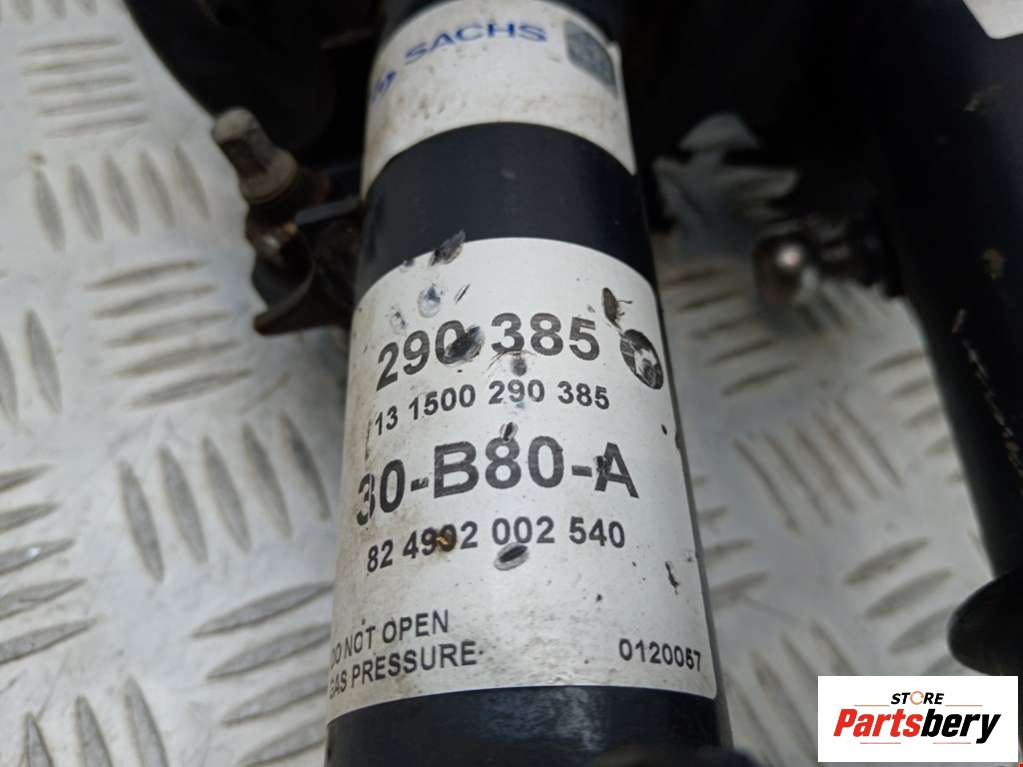 SACHS
290 385
13 1500 290 385
30-B80-A
82 4902 002 540
DO NOT OPEN
GAS PRESSURE
0120057
STORE
Partsbery